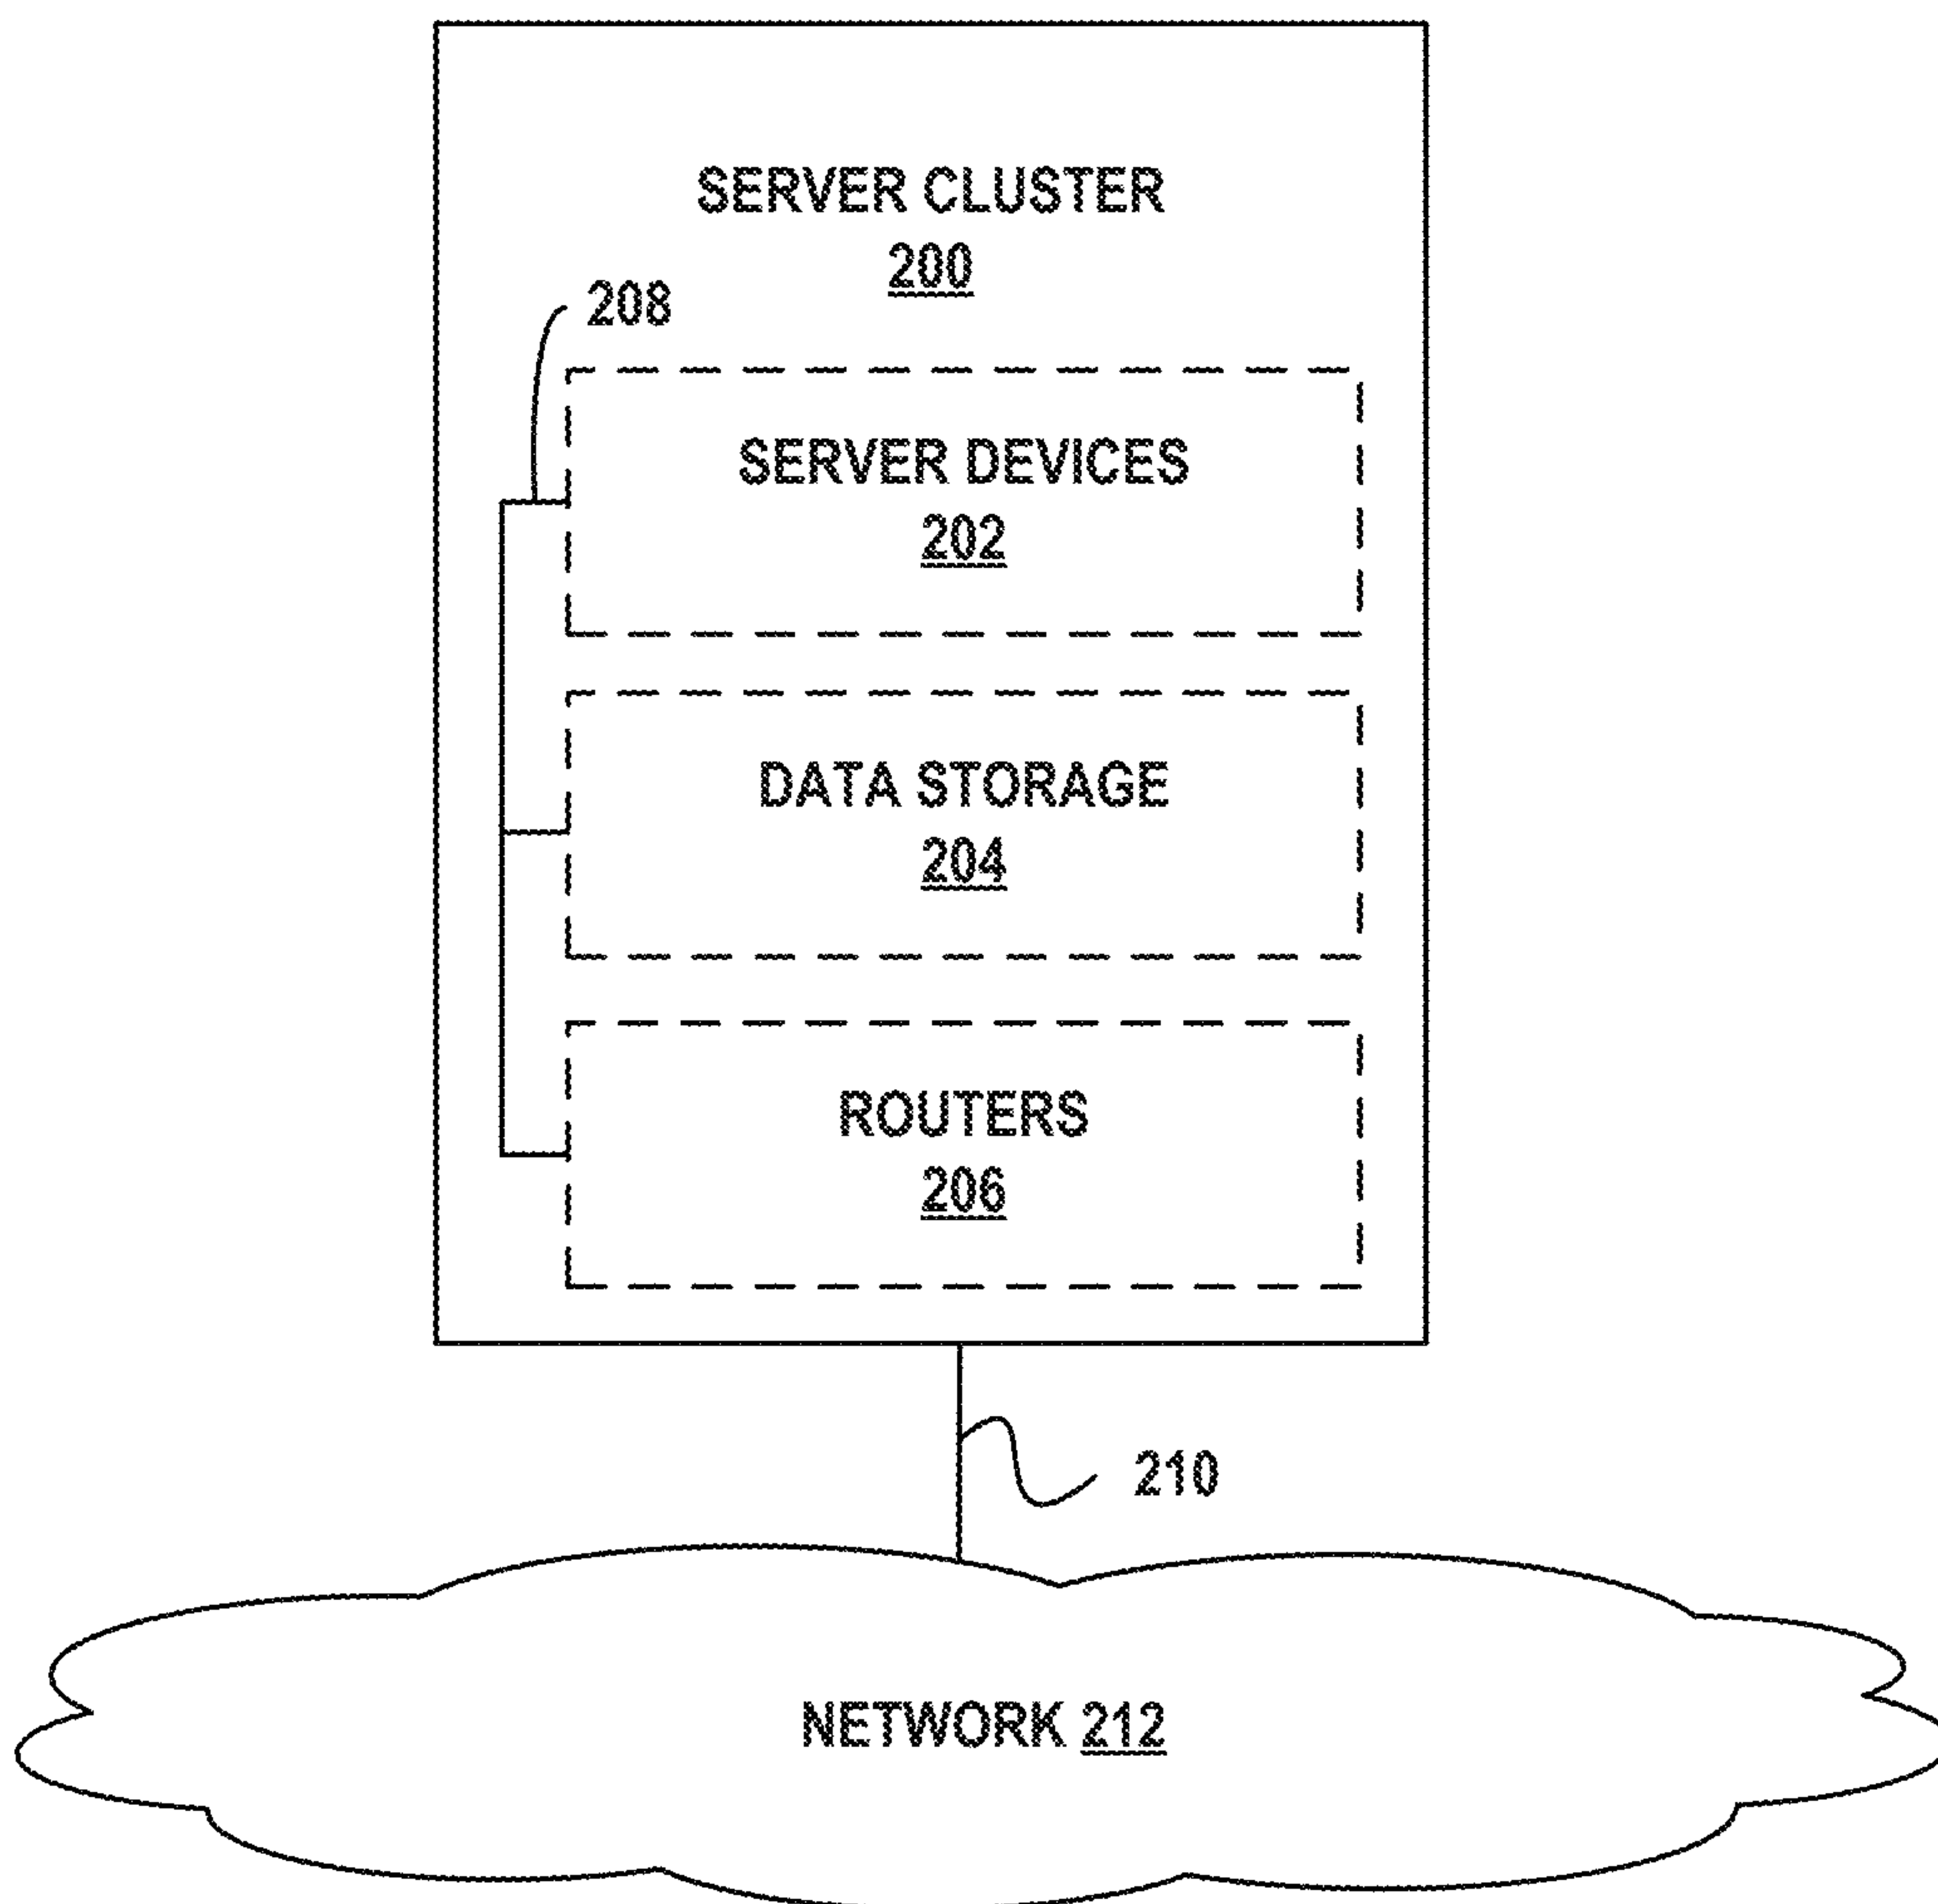 SERVER CLUSTER
200
208
SERVER DEVICES
202
DATA STORAGE
204
ROUTERS
206
210
NETWORK 212